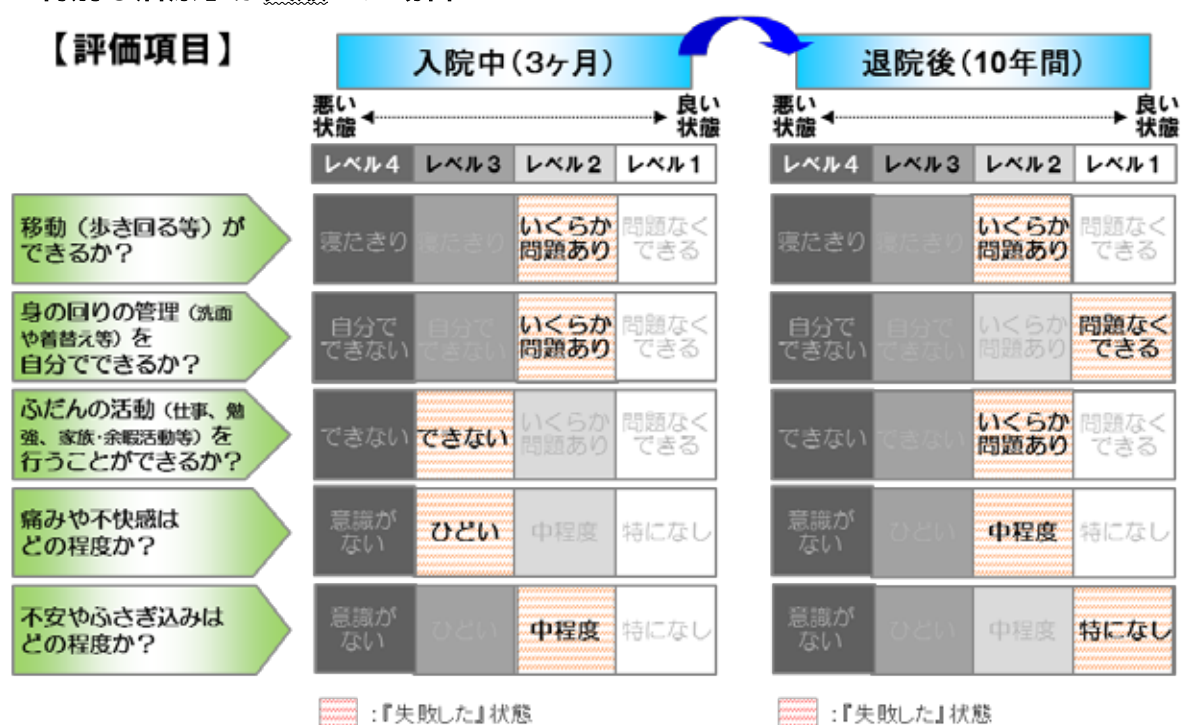 【評価項目】
入院中(3ヶ月)
退院後(10年間)
悪い
状態
良い
状態
悪い
状態
良い
状態
レベル4 レベル3 レベル2 レベル1
レベル4 レベル3 レベル2 レベル1
移動(歩き回る等)が
できるか?
寝たきり 寝たきり いくらか
問題あり
問題なく
できる
寝たきり 寝たきり いくらか
問題あり
問題なく
できる
身の回りの管理(洗面
や着替え等)を
自分でできるか?
自分で
できない
自分で
できない
いくらか
問題あり
問題なく
できる
自分で
できない
自分で
できない
いくらか
問題あり
問題なく
できる
ふだんの活動(仕事、勉
強、家族・余暇活動等)を
行うことができるか?
できない できない いくらか
問題あり
問題なく
できる
できない できない いくらか
問題あり
問題なく
できる
痛みや不快感は
どの程度か?
意識が
ない
ひどい 中程度 特になし
意識が
ない
ひどい 中程度 特になし
不安やふさぎ込みは
どの程度か?
意識が
ない
ひどい 中程度 特になし
意識が
ない
ひどい 中程度 特になし
:『失敗した』状態
:『失敗した』状態